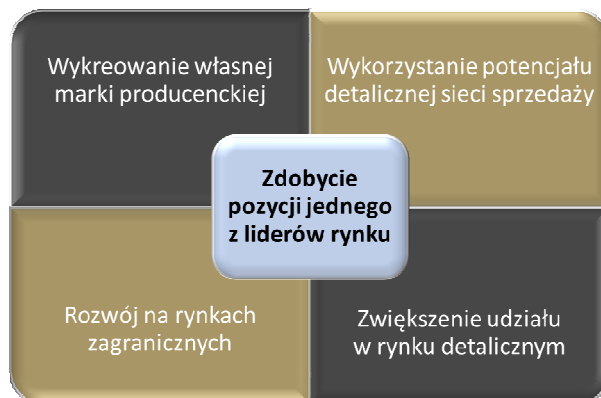 Wykreowanie własnej
marki producenckiej
Wykorzystanie potencjału
detalicznej sieci sprzedaży
Zdobycie
pozycji jednego
z liderów rynku
Rozwój na rynkach
zagranicznych
Zwiększenie udziału
w rynku detalicznym